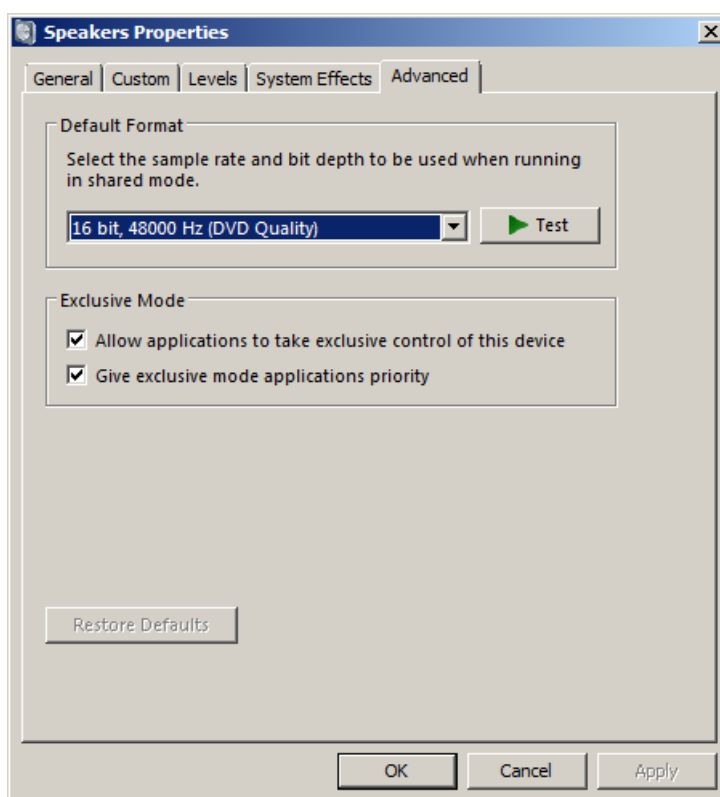 Speakers Properties
General Custom Levels System Effects Advanced
Default Format
Select the sample rate and bit depth to be used when running
in shared mode.
16 bit, 48000 Hz (DVD Quality) Test
Exclusive Mode
Allow applications to take exclusive control of this device
Give exclusive mode applications priority
Restore Defaults
OK Cancel Apply